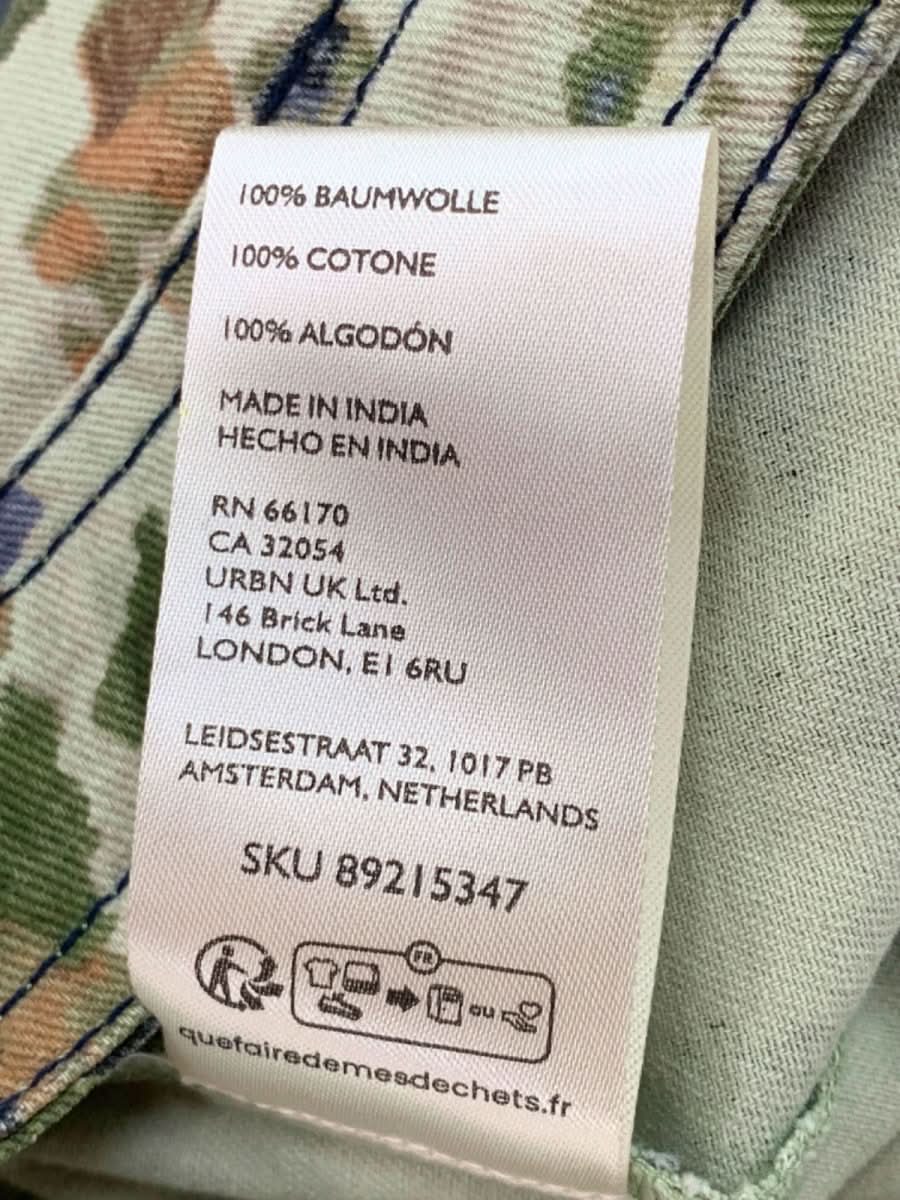 100% BAUMWOLLE
100% COTONE
100% ALGODÓN
MADE IN INDIA
HECHO EN INDIA
RN 66170
CA 32054
URBN UK Ltd.
146 Brick Lane
LONDON, E1 6RU
LEIDSESTRAAT 32, 1017 PB
AMSTERDAM, NETHERLANDS
SKU 89215347
FR
ou
quefairedemesdechets.fr